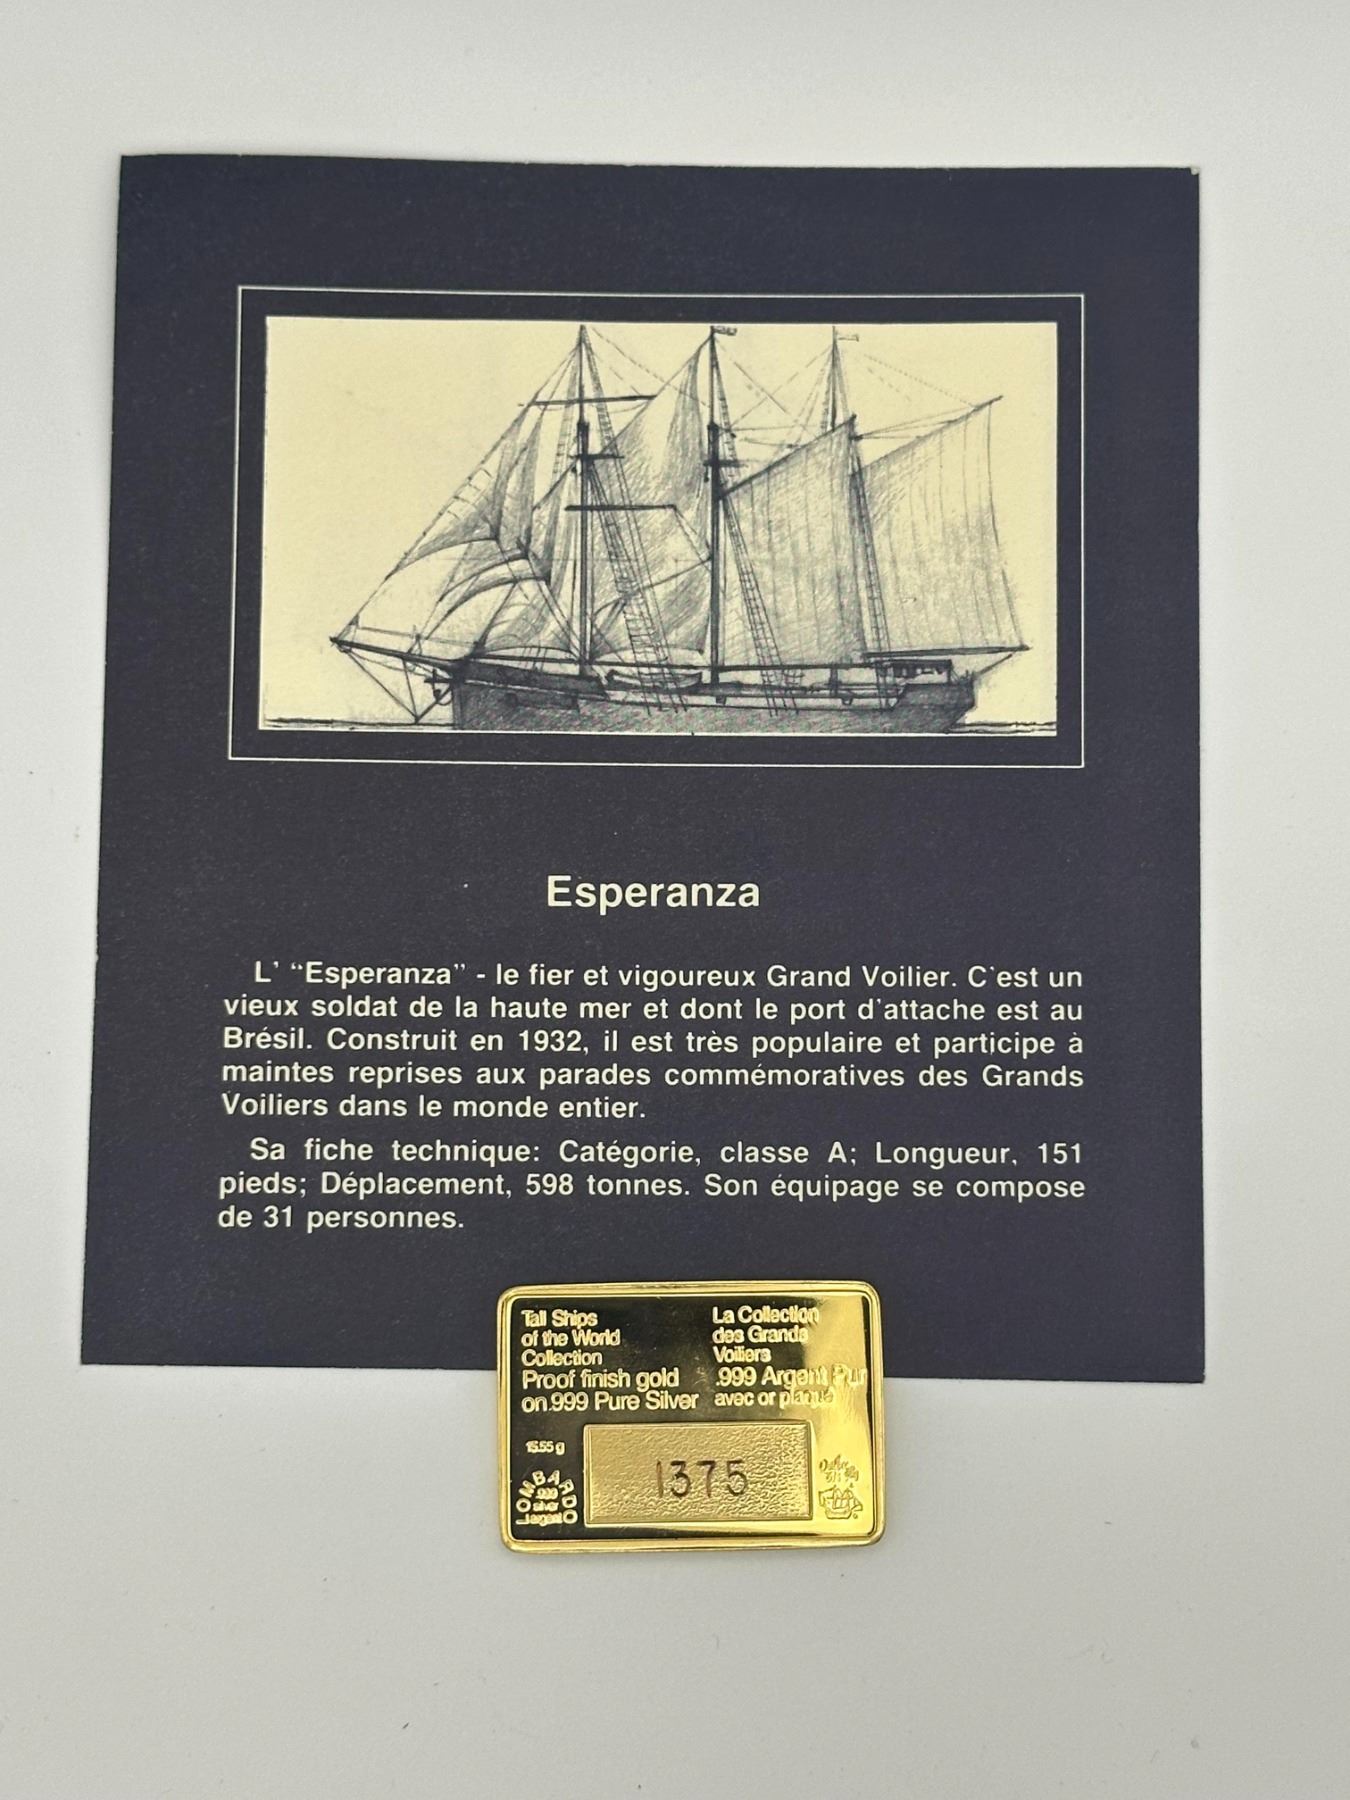 Esperanza
L' “Esperanza” - le fier et vigoureux Grand Voilier. C'est un
vieux soldat de la haute mer et dont le port d'attache est au
Brésil. Construit en 1932, il est très populaire et participe à
maintes reprises aux parades commémoratives des Grands
Voiliers dans le monde entier.
Sa fiche technique: Catégorie, classe A; Longueur, 151
pieds; Déplacement, 598 tonnes. Son équipage se compose
de 31 personnes.
Tall Ships
of the World
Collection
Proof finish gold
on .999 Pure Silver
La Collection
des Grands
Voiliers
.999 Argent Pur
avec or plaqué
15.55 g
LOMBARDO
.999
silver
argent
1375